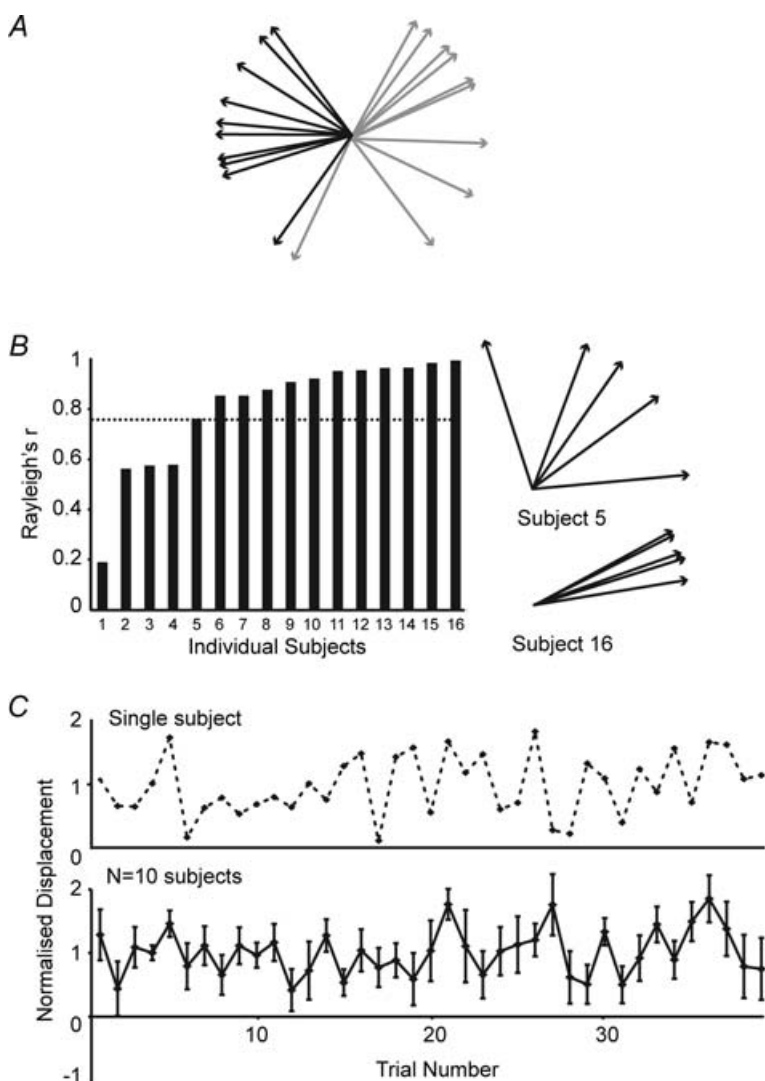 A
B
1
0.8
0.6
0.4
0.2
0
Rayleigh's r
1 2 3 4 5 6 7 8 9 10 11 12 13 14 15 16
Individual Subjects
Subject 5
Subject 16
C
2
Single subject
1
0
N=10 subjects
2
1
0
-1
Normalised Displacement
10 20 30
Trial Number